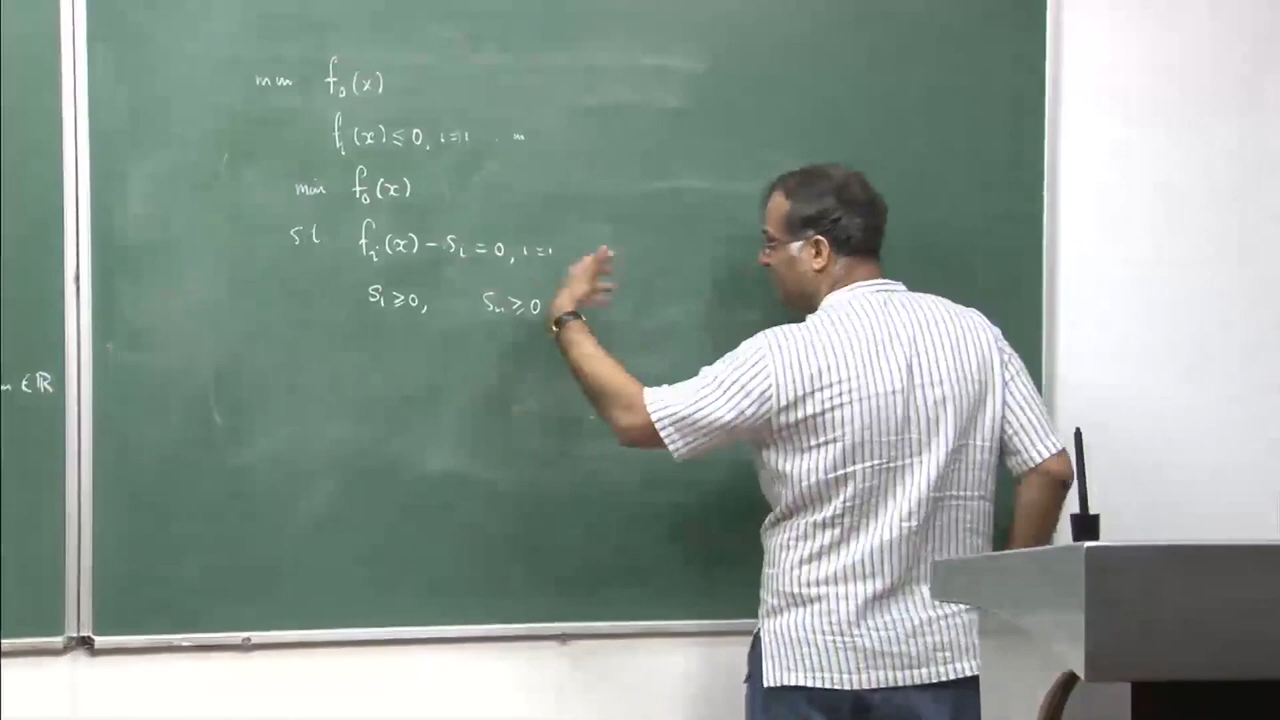 min f₀(x)
fᵢ(x) ≤ 0, i=1 .. m
min f₀(x)
s t fᵢ(x) - sᵢ = 0, i=1
s₁ ≥ 0, sₘ ≥ 0
∈ ℝ